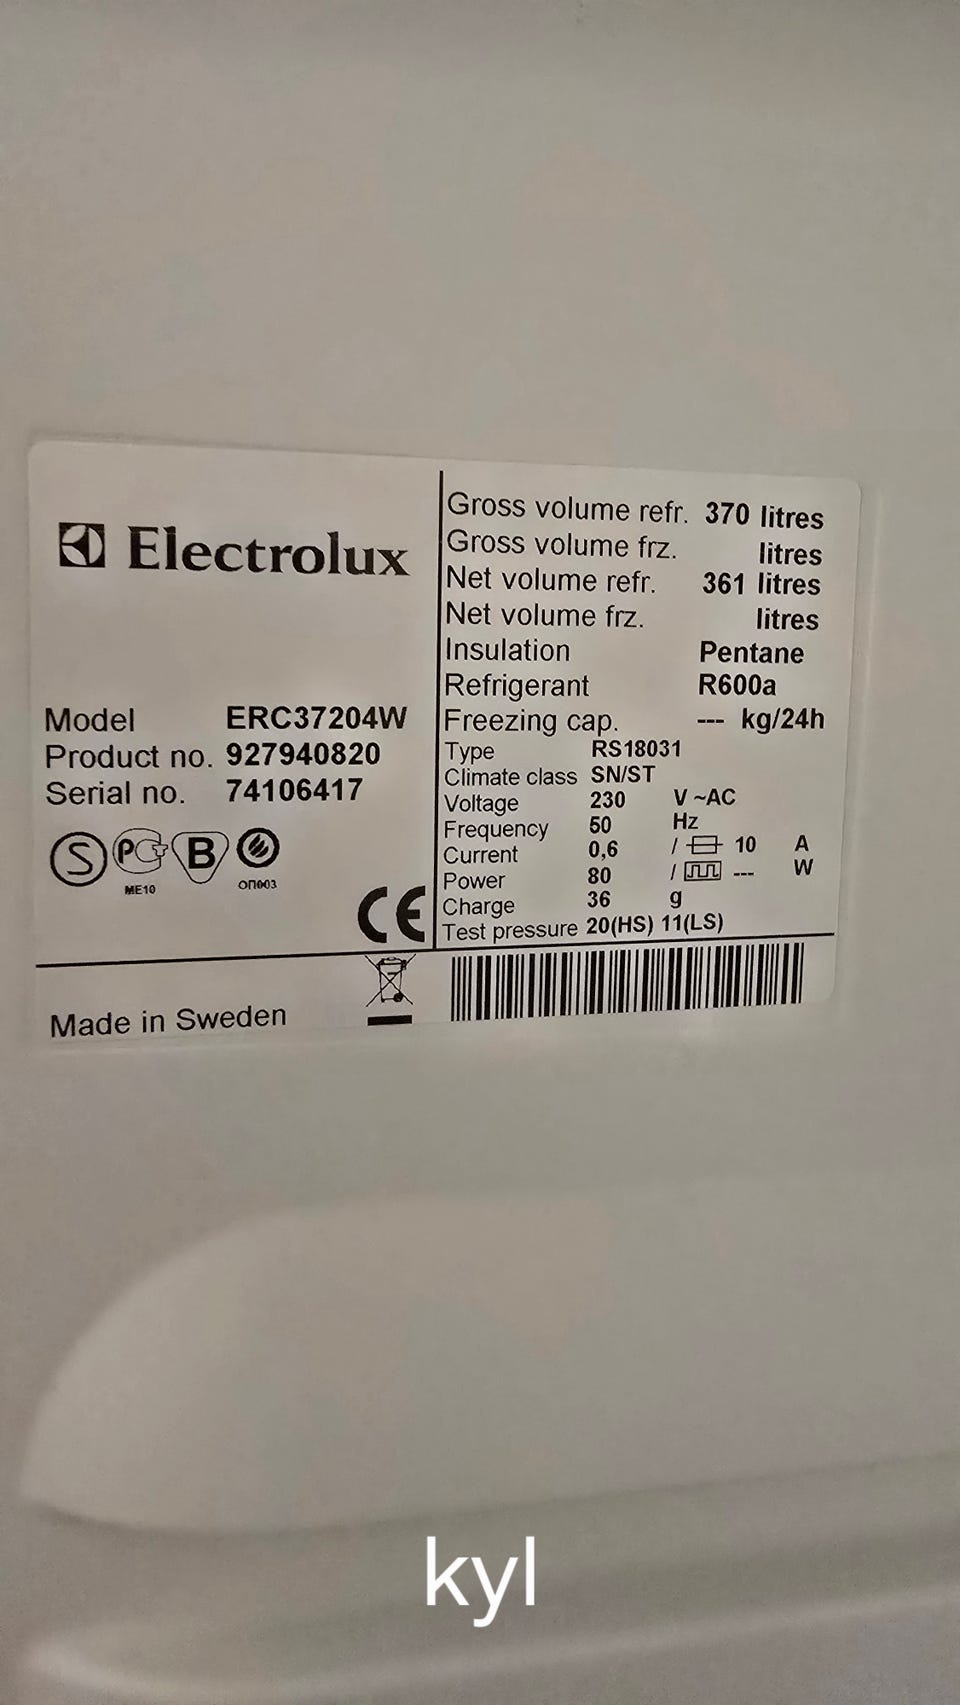 Electrolux
Model ERC37204W
Product no. 927940820
Serial no. 74106417
S PCT B
ME10 ОП003
CE
Made in Sweden
Gross volume refr. 370 litres
Gross volume frz. litres
Net volume refr. 361 litres
Net volume frz. litres
Insulation Pentane
Refrigerant R600a
Freezing cap. --- kg/24h
Type RS18031
Climate class SN/ST
Voltage 230 V ~AC
Frequency 50 Hz
Current 0,6 / 10 A
Power 80 / --- W
Charge 36 g
Test pressure 20(HS) 11(LS)
kyl